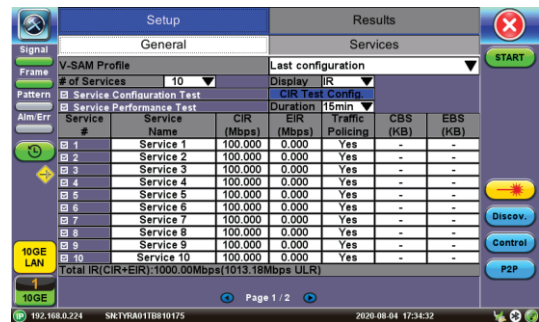 Setup Results
General Services
Signal
Frame
Pattern
Alm/Err
10GE
LAN
1
10GE
V-SAM Profile Last configuration
# of Services 10 Display IR
Service Configuration Test CIR Test Config.
Service Performance Test Duration 15min
Service # Service Name CIR (Mbps) EIR (Mbps) Traffic Policing CBS (KB) EBS (KB)
1 Service 1 100.000 0.000 Yes - -
2 Service 2 100.000 0.000 Yes - -
3 Service 3 100.000 0.000 Yes - -
4 Service 4 100.000 0.000 Yes - -
5 Service 5 100.000 0.000 Yes - -
6 Service 6 100.000 0.000 Yes - -
7 Service 7 100.000 0.000 Yes - -
8 Service 8 100.000 0.000 Yes - -
9 Service 9 100.000 0.000 Yes - -
10 Service 10 100.000 0.000 Yes - -
Total IR(CIR+EIR):1000.00Mbps(1013.18Mbps ULR)
Page 1 / 2
START
Discov.
Control
P2P
192.168.0.224 SN:TYRA01TB810175 2020-08-04 17:34:32